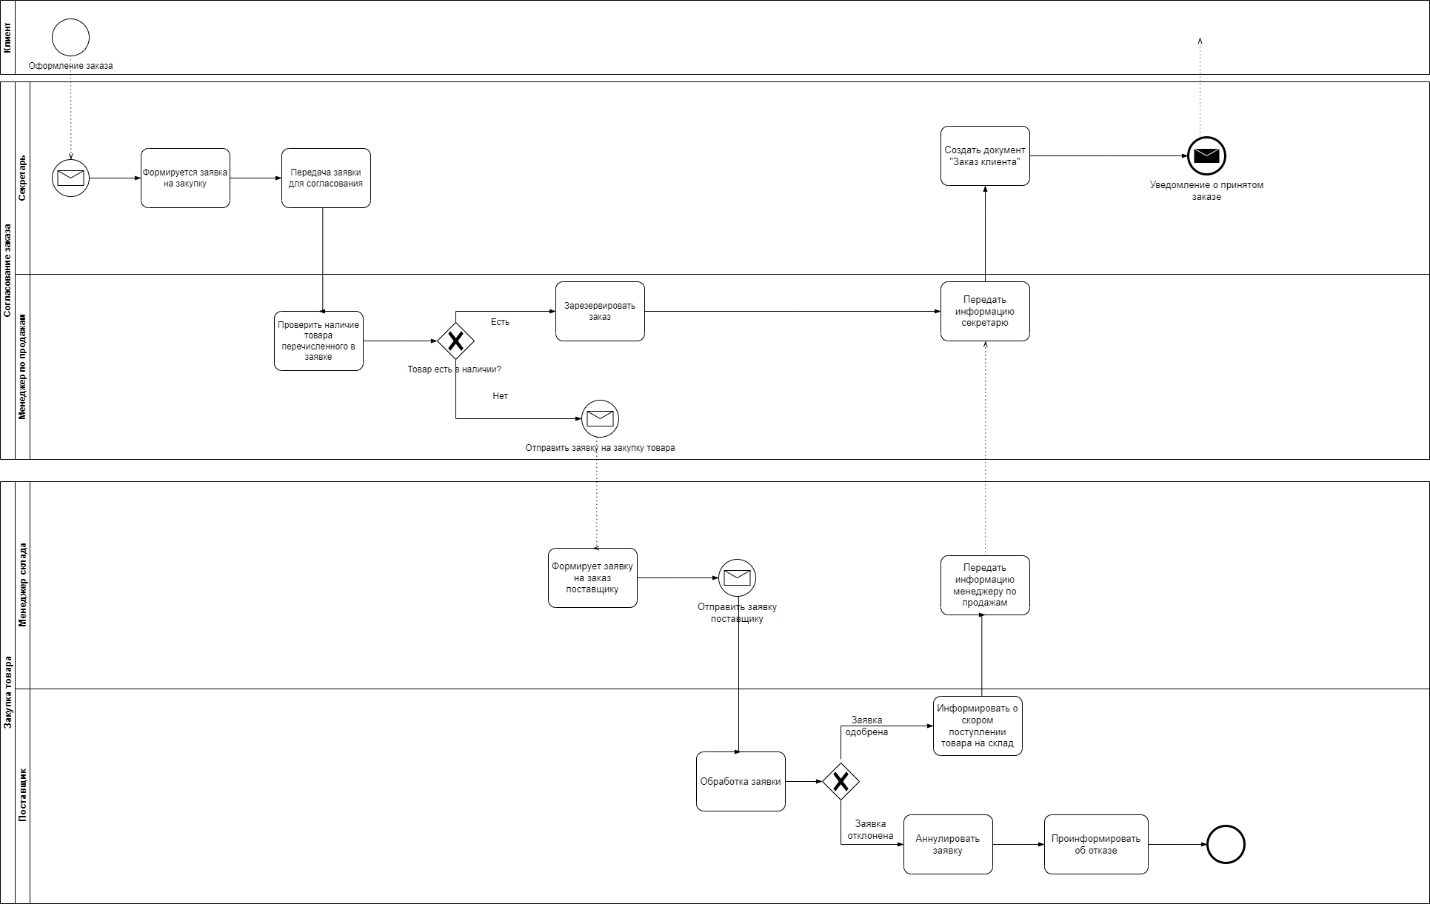 Клиент
Оформление заказа
Согласование заказа
Секретарь
Формируется заявка
на закупку
Передача заявки
для согласования
Создать документ
"Заказ клиента"
Уведомление о принятом
заказе
Менеджер по продажам
Проверить наличие
товара
перечисленного в
заявке
Товар есть в наличии?
Есть
Нет
Зарезервировать
заказ
Отправить заявку на закупку товара
Передать
информацию
секретарю
Закупка товара
Менеджер склада
Формирует заявку
на заказ
поставщику
Отправить заявку
поставщику
Передать
информацию
менеджеру по
продажам
Поставщик
Обработка заявки
Заявка
одобрена
Информировать о
скором
поступлении
товара на склад
Заявка
отклонена
Аннулировать
заявку
Проинформировать
об отказе